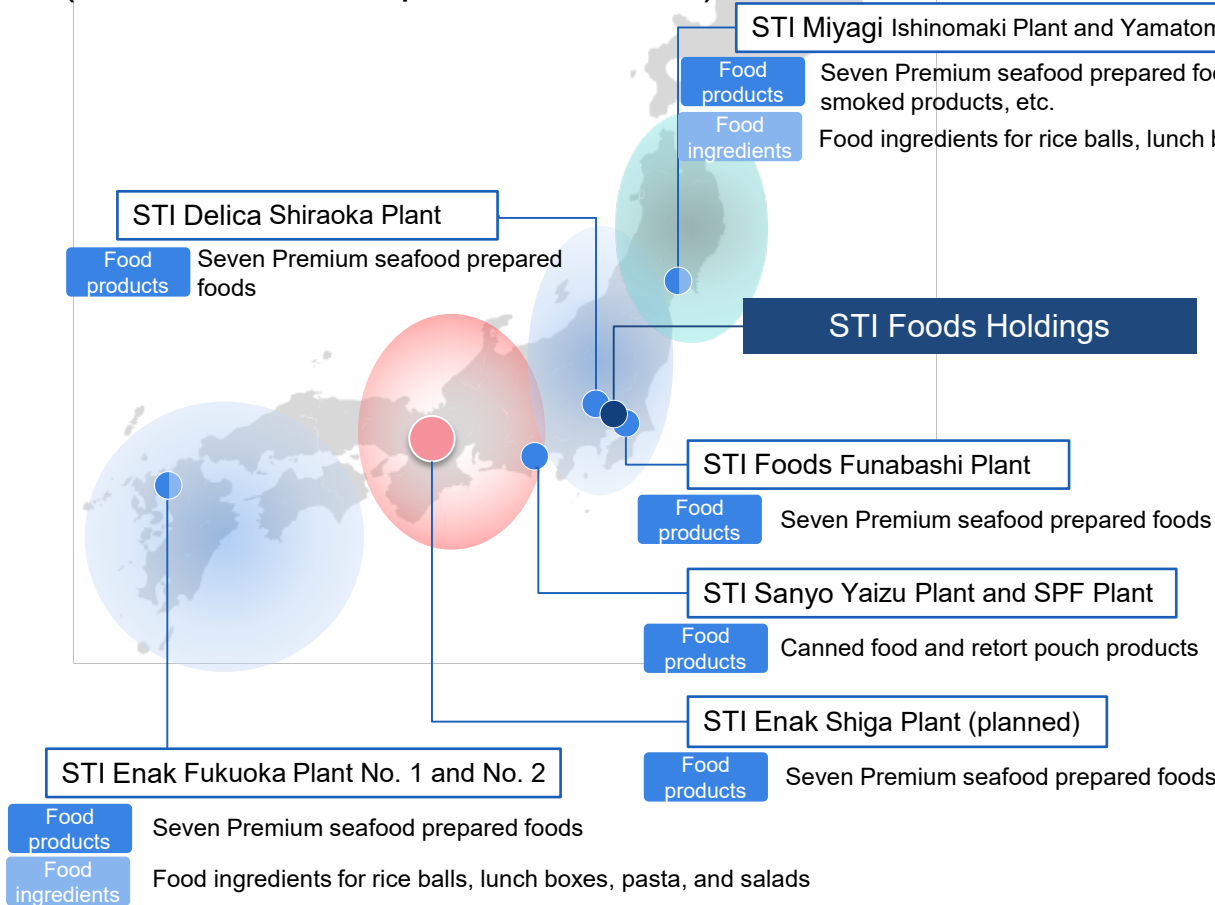 STI Miyagi Ishinomaki Plant and
Food
products
Seven Premium seafood prepared
smoked products, etc.
Food
ingredients
Food ingredients for rice balls, lunch
STI Delica Shiraoka Plant
Food
products
Seven Premium seafood prepared
foods
STI Foods Holdings
STI Foods Funabashi Plant
Food
products
Seven Premium seafood prepared foods
STI Sanyo Yaizu Plant and SPF Plant
Food
products
Canned food and retort pouch products
STI Enak Shiga Plant (planned)
Food
products
Seven Premium seafood prepared foods
STI Enak Fukuoka Plant No. 1 and No. 2
Food
products
Seven Premium seafood prepared foods
Food
ingredients
Food ingredients for rice balls, lunch boxes, pasta, and salads